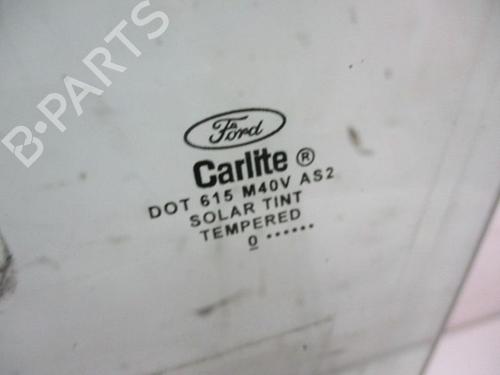 B-PARTS
Ford
Carlite ®
DOT 615 M40V AS2
SOLAR TINT
TEMPERED
0 ••••••